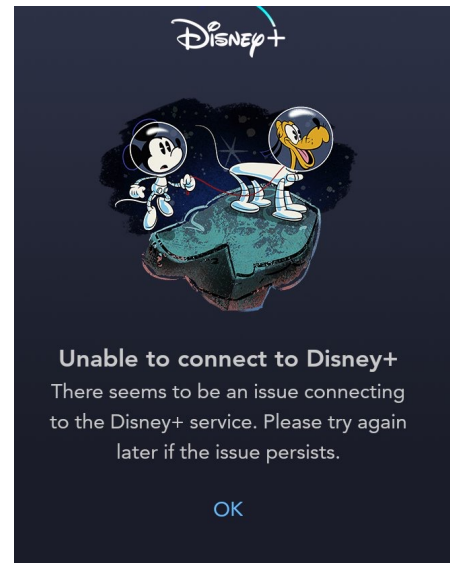 Disney+
Unable to connect to Disney+
There seems to be an issue connecting
to the Disney+ service. Please try again
later if the issue persists.
OK